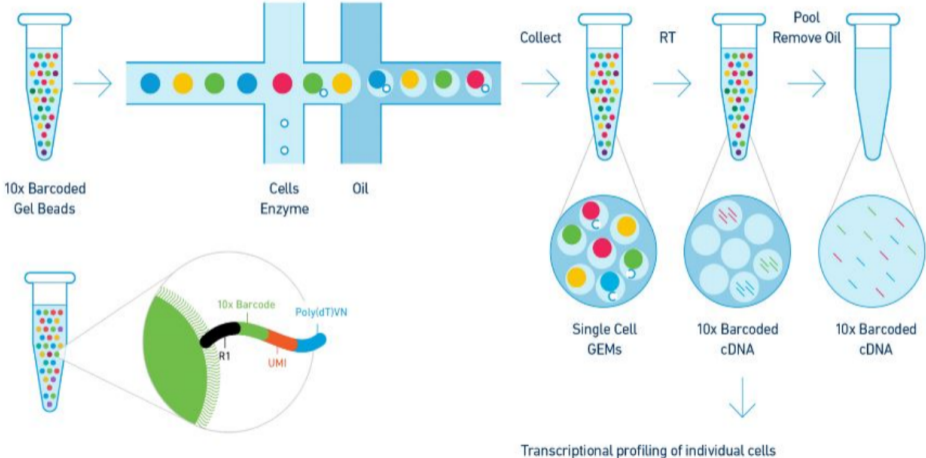 Collect
RT
Pool
Remove Oil
10x Barcoded
Gel Beads
Cells
Enzyme
Oil
Single Cell
GEMs
10x Barcoded
cDNA
10x Barcoded
cDNA
10x Barcode
Poly(dT)VN
R1
UMI
Transcriptional profiling of individual cells